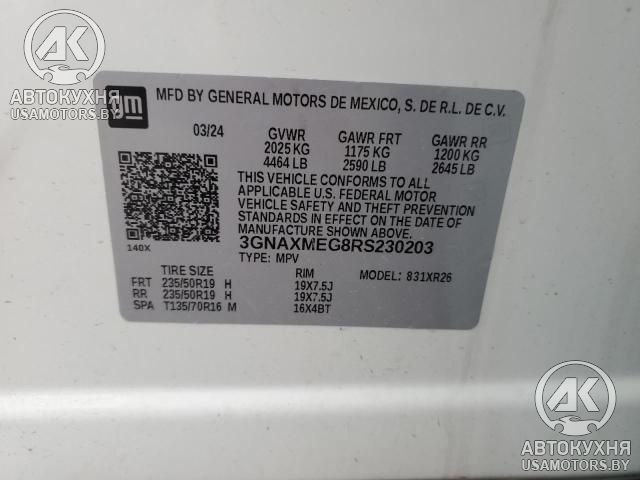 AK
АВТОКУХНЯ
USAMOTORS.BY
gm
MFD BY GENERAL MOTORS DE MEXICO, S. DE R.L. DE C.V.
03/24 GVWR GAWR FRT GAWR RR
2025 KG 1175 KG 1200 KG
4464 LB 2590 LB 2645 LB
THIS VEHICLE CONFORMS TO ALL
APPLICABLE U.S. FEDERAL MOTOR
VEHICLE SAFETY AND THEFT PREVENTION
STANDARDS IN EFFECT ON THE DATE OF
MANUFACTURE SHOWN ABOVE.
3GNAXMEG8RS230203
140X
TYPE: MPV MODEL: 831XR26
TIRE SIZE RIM
FRT 235/50R19 H 19X7.5J
RR 235/50R19 H 19X7.5J
SPA T135/70R16 M 16X4BT
AK
АВТОКУХНЯ
USAMOTORS.BY